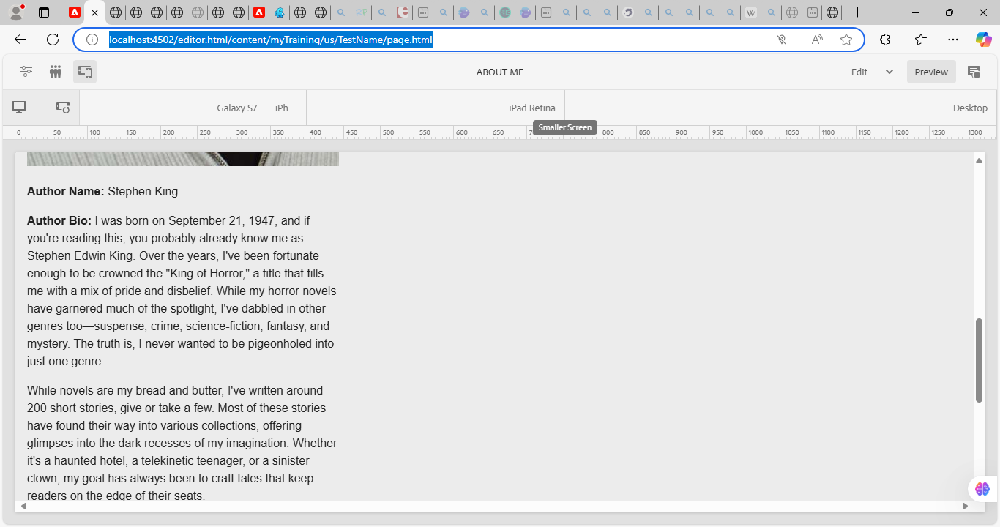 localhost:4502/editor.html/content/myTraining/us/TestName/page.html
ABOUT ME
Edit
Preview
Galaxy S7
iPh...
iPad Retina
Desktop
Smaller Screen
0 50 100 150 200 250 300 350 400 450 500 550 600 650 7 800 850 900 950 1000 1050 1100 1150 1200 1250 1300
Author Name: Stephen King
Author Bio: I was born on September 21, 1947, and if
you're reading this, you probably already know me as
Stephen Edwin King. Over the years, I've been fortunate
enough to be crowned the "King of Horror," a title that fills
me with a mix of pride and disbelief. While my horror novels
have garnered much of the spotlight, I've dabbled in other
genres too—suspense, crime, science-fiction, fantasy, and
mystery. The truth is, I never wanted to be pigeonholed into
just one genre.
While novels are my bread and butter, I've written around
200 short stories, give or take a few. Most of these stories
have found their way into various collections, offering
glimpses into the dark recesses of my imagination. Whether
it's a haunted hotel, a telekinetic teenager, or a sinister
clown, my goal has always been to craft tales that keep
readers on the edge of their seats.